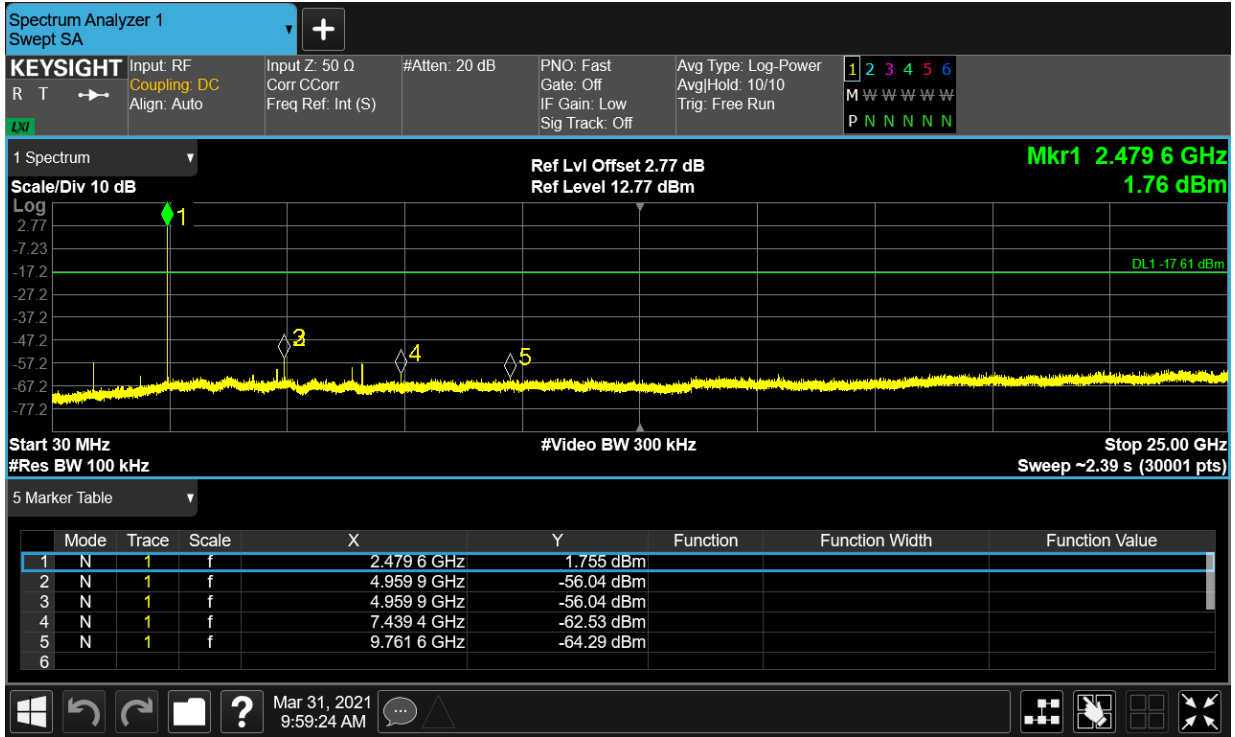 Spectrum Analyzer 1
Swept SA
+
KEYSIGHT
R T
LXI
Input: RF
Coupling: DC
Align: Auto
Input Z: 50 Ω
Corr CCorr
Freq Ref: Int (S)
#Atten: 20 dB
PNO: Fast
Gate: Off
IF Gain: Low
Sig Track: Off
Avg Type: Log-Power
Avg|Hold: 10/10
Trig: Free Run
1 2 3 4 5 6
M W W W W W
P N N N N N
1 Spectrum
Scale/Div 10 dB
Ref Lvl Offset 2.77 dB
Ref Level 12.77 dBm
Mkr1 2.479 6 GHz
1.76 dBm
Log
2.77
-7.23
-17.2
-27.2
-37.2
-47.2
-57.2
-67.2
-77.2
1
DL1 -17.61 dBm
3
4
5
Start 30 MHz
#Res BW 100 kHz
#Video BW 300 kHz
Stop 25.00 GHz
Sweep ~2.39 s (30001 pts)
5 Marker Table
Mode Trace Scale X Y Function Function Width Function Value
1 N 1 f 2.479 6 GHz 1.755 dBm
2 N 1 f 4.959 9 GHz -56.04 dBm
3 N 1 f 4.959 9 GHz -56.04 dBm
4 N 1 f 7.439 4 GHz -62.53 dBm
5 N 1 f 9.761 6 GHz -64.29 dBm
6
?
Mar 31, 2021
9:59:24 AM